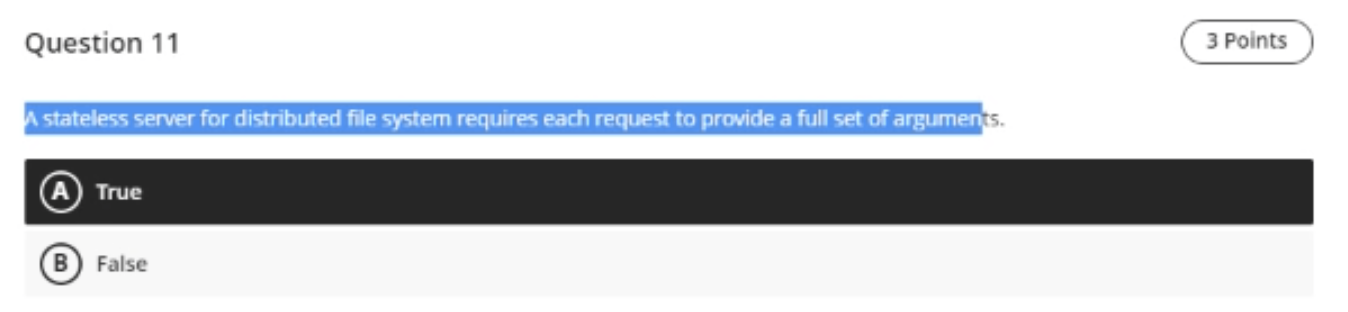 Question 11
3 Points
A stateless server for distributed file system requires each request to provide a full set of arguments.
A True
B False